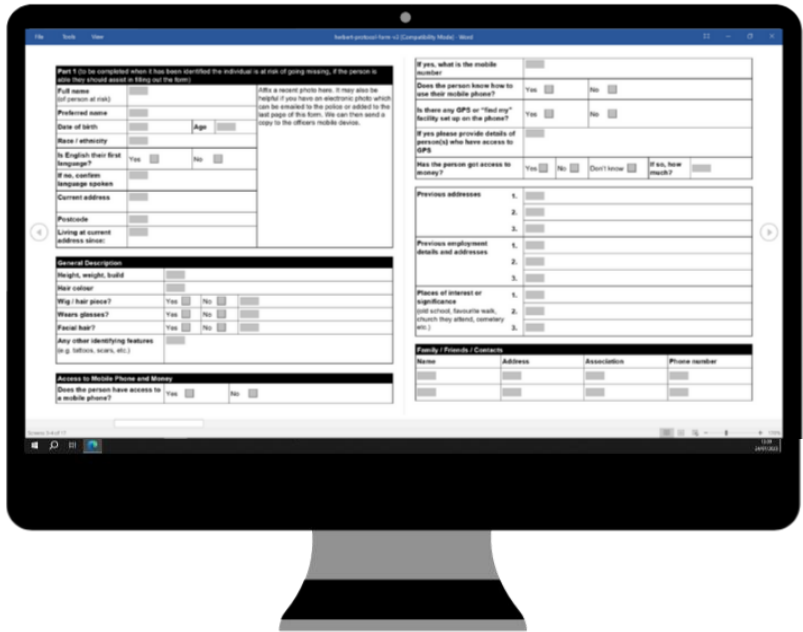 File Tools View herbert-protocol-form-v3 [Compatibility Mode] - Word
Part 1 (to be completed when it has been identified the individual is at risk of going missing, if the person is
able they should assist in filling out the form)
Full name
(of person at risk)
Preferred name
Date of birth
Age
Race / ethnicity
Is English their first
language?
Yes
No
If no, confirm
language spoken
Current address
Postcode
Living at current
address since:
Affix a recent photo here. It may also be
helpful if you have an electronic photo which
can be emailed to the police or added to the
last page of this form. We can then send a
copy to the officers mobile device.
General Description
Height, weight, build
Hair colour
Wig / hair piece? Yes No
Wears glasses? Yes No
Facial hair? Yes No
Any other identifying features
(e.g. tattoos, scars, etc.)
Access to Mobile Phone and Money
Does the person have access to
a mobile phone?
Yes No
If yes, what is the mobile
number
Does the person know how to
use their mobile phone?
Yes No
Is there any GPS or "find my"
facility set up on the phone?
Yes No
If yes please provide details of
person(s) who have access to
GPS
Has the person got access to
money?
Yes No Don't know
If so, how
much?
Previous addresses 1.
2.
3.
Previous employment
details and addresses
1.
2.
3.
Places of interest or
significance
(old school, favourite walk,
church they attend, cemetery
etc.)
1.
2.
3.
Family / Friends / Contacts
Name Address Association Phone number